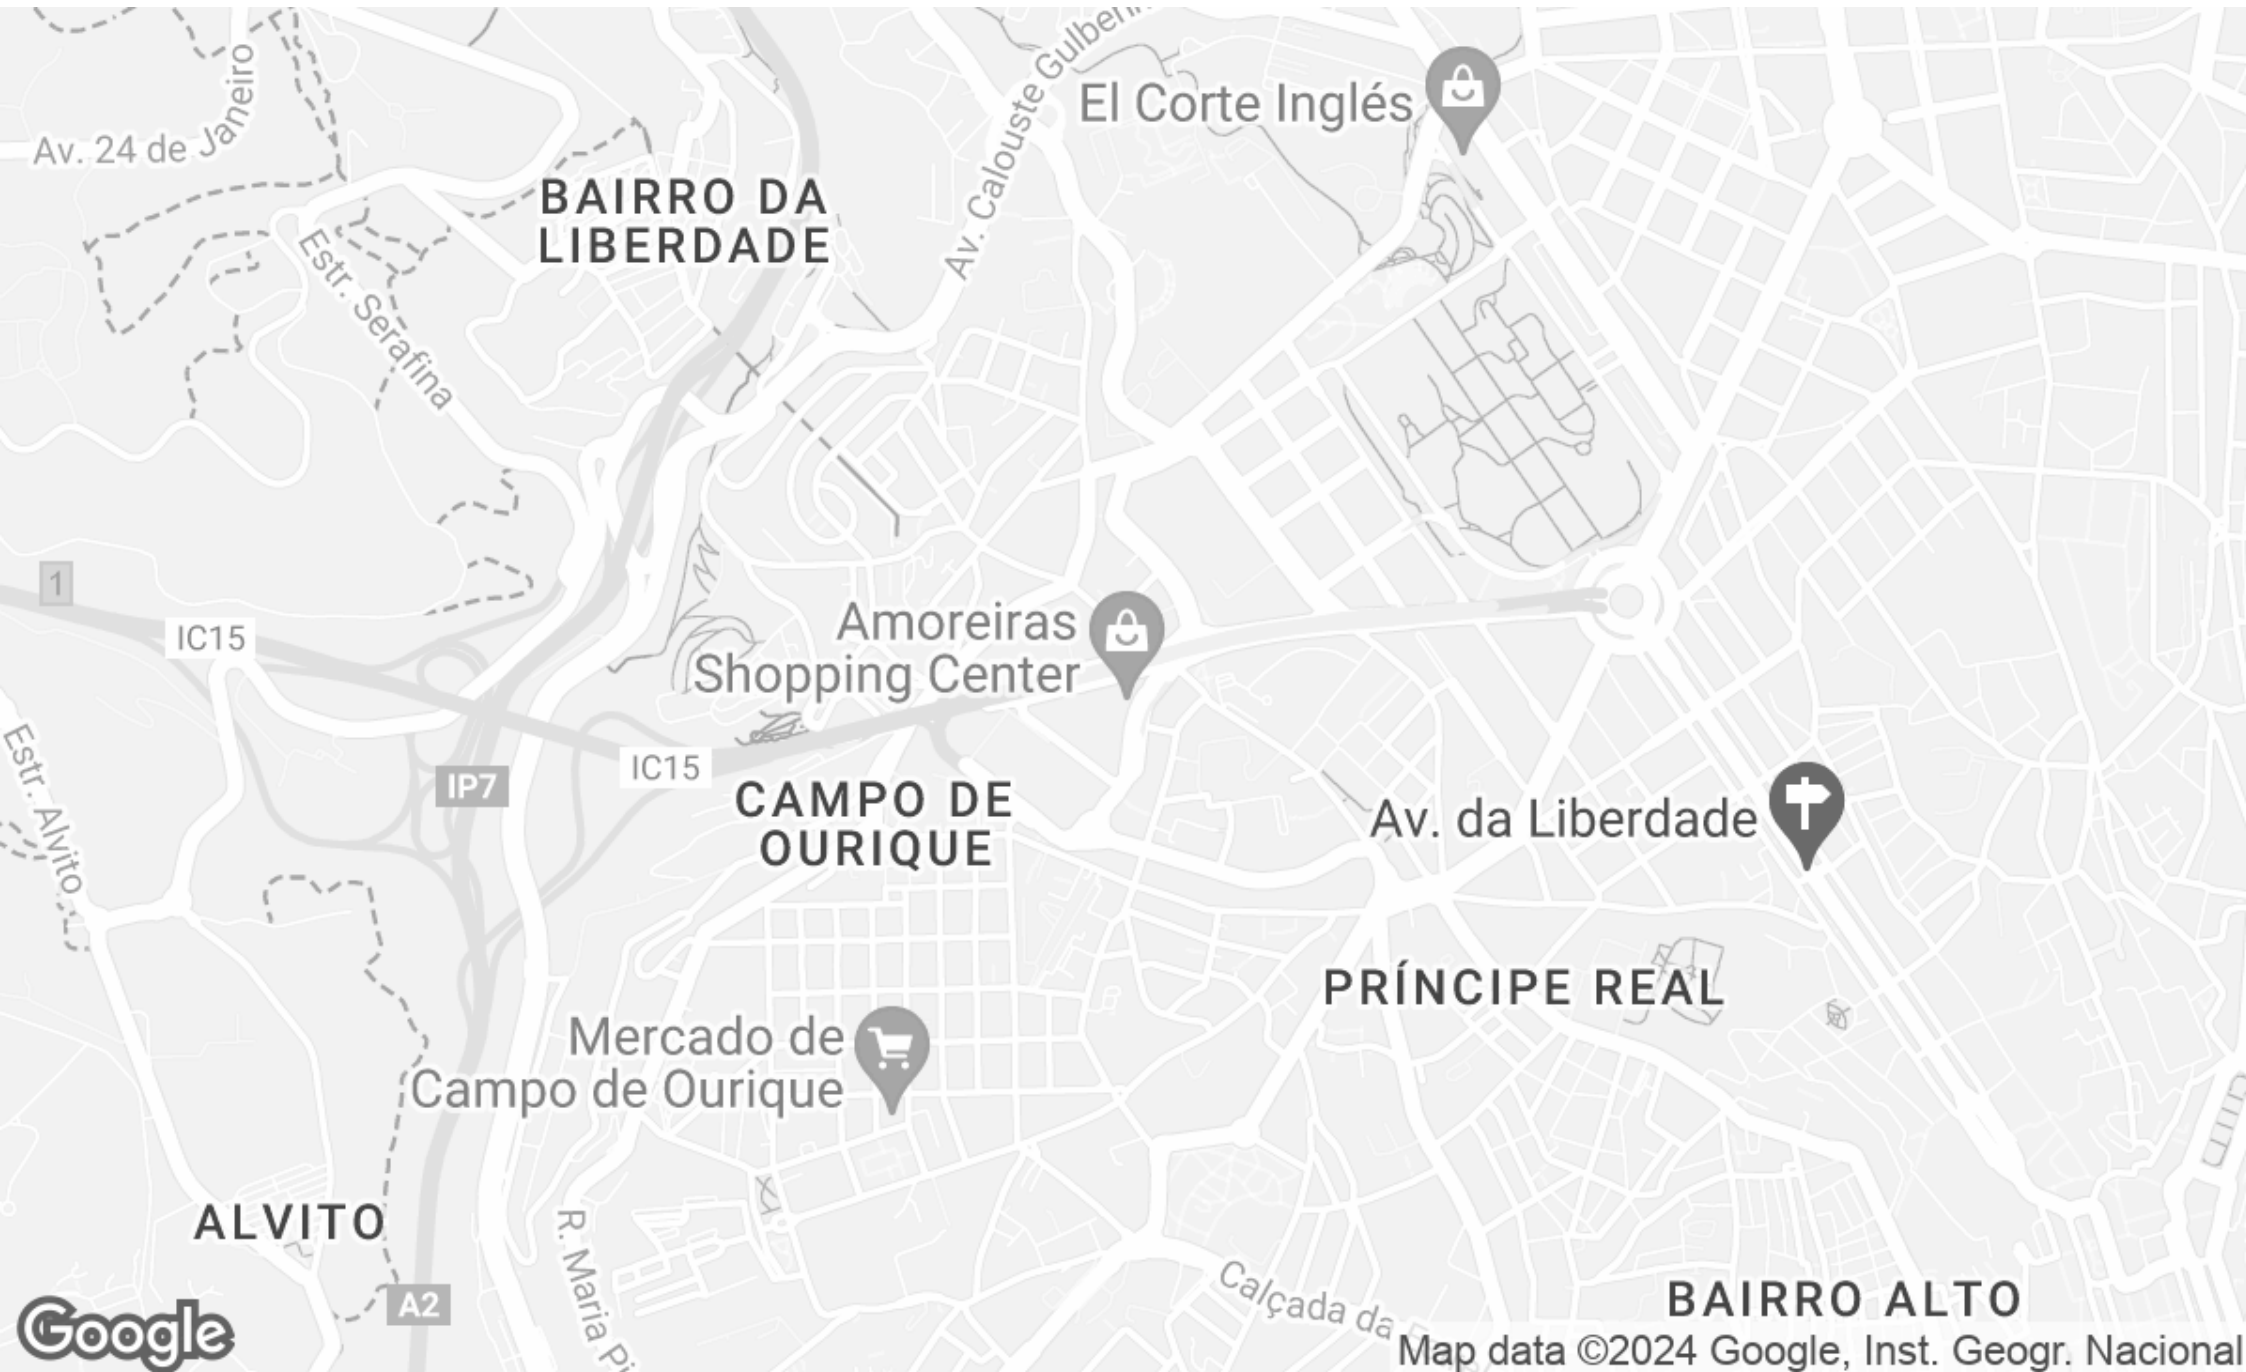 Av. Calouste Gulbenk
El Corte Inglés
Av. 24 de Janeiro
BAIRRO DA
LIBERDADE
Estr. Serafina
1
IC15
Amoreiras
Shopping Center
Estr. Alvito
IP7
IC15
CAMPO DE
OURIQUE
Av. da Liberdade
PRÍNCIPE REAL
Mercado de
Campo de Ourique
ALVITO
R. Maria Pi
Calçada da
A2
BAIRRO ALTO
Google
Map data ©2024 Google, Inst. Geogr. Nacional